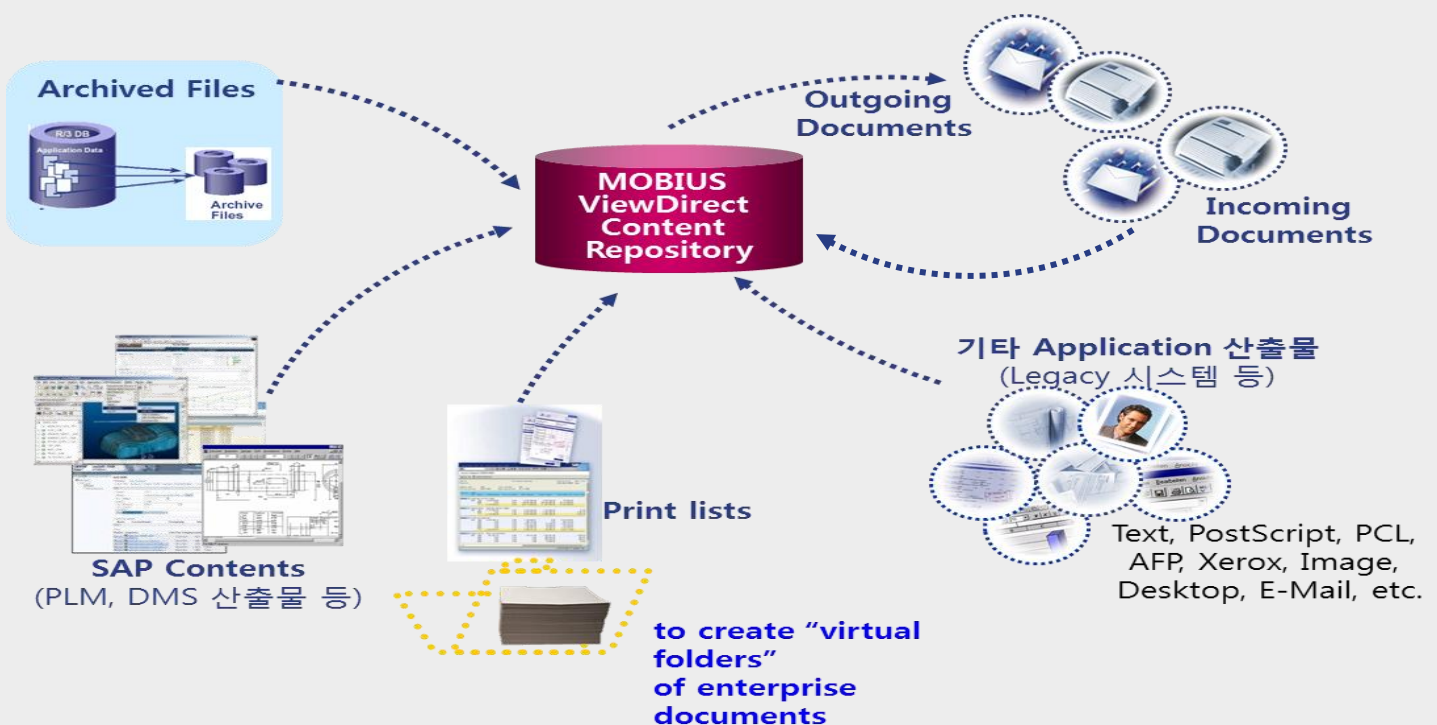 Archived Files
R/3 DB
Application Data
Archive
Files
Outgoing
Documents
MOBIUS
ViewDirect
Content
Repository
Incoming
Documents
기타 Application 산출물
(Legacy 시스템 등)
Print lists
Text, PostScript, PCL,
AFP, Xerox, Image,
Desktop, E-Mail, etc.
SAP Contents
(PLM, DMS 산출물 등)
to create “virtual
folders”
of enterprise
documents